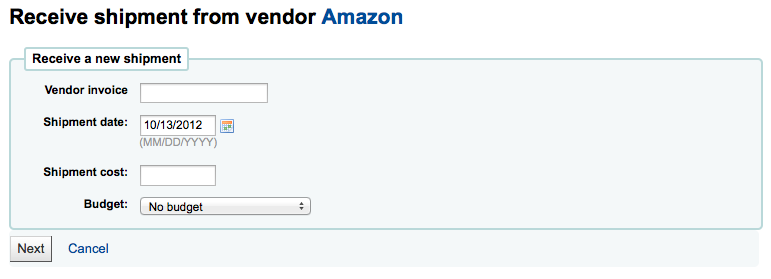 Receive shipment from vendor Amazon
Receive a new shipment
Vendor invoice
Shipment date: 10/13/2012
(MM/DD/YYYY)
Shipment cost:
Budget: No budget
Next Cancel